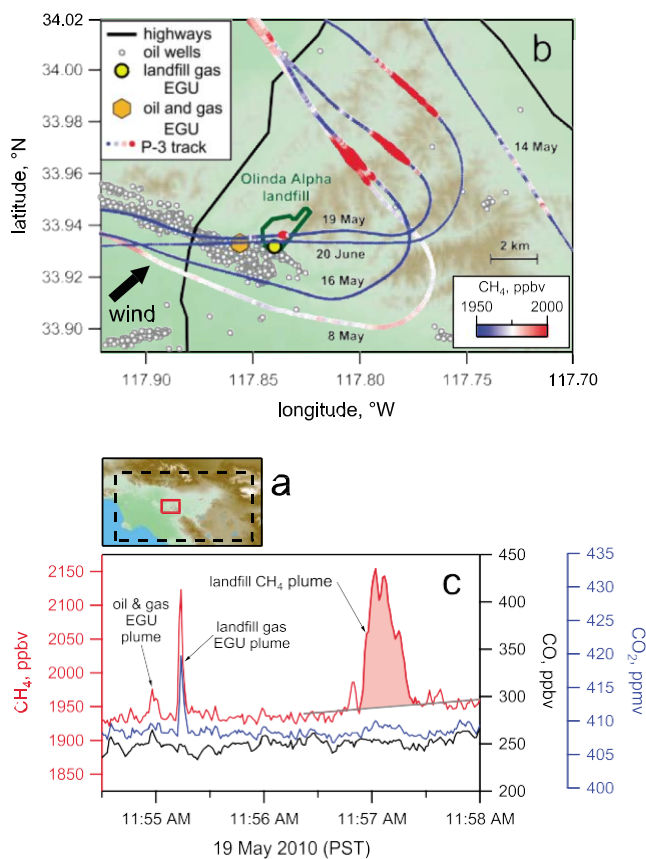 34.02
34.00
33.98
33.96
33.94
33.92
33.90
latitude, °N
highways
oil wells
landfill gas
EGU
oil and gas
EGU
P-3 track
b
Olinda Alpha
landfill
14 May
19 May
20 June
16 May
8 May
2 km
wind
CH4, ppbv
1950
2000
117.90
117.85
117.80
117.75
117.70
longitude, °W
a
c
2150
2100
2050
2000
1950
1900
1850
CH4, ppbv
oil & gas
EGU
plume
landfill gas
EGU plume
landfill CH4 plume
450
400
350
300
250
200
CO, ppbv
435
430
425
420
415
410
405
400
CO2, ppmv
11:55 AM
11:56 AM
11:57 AM
11:58 AM
19 May 2010 (PST)